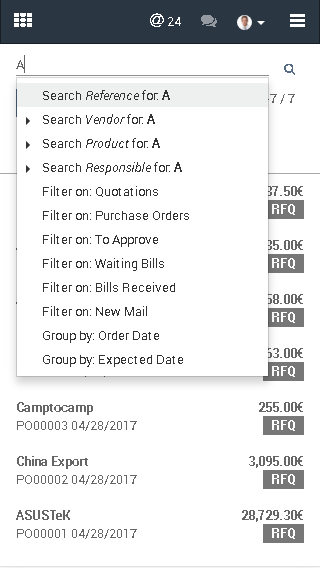 @ 24
A
-7 / 7
Search Reference for: A
Search Vendor for: A
Search Product for: A
Search Responsible for: A
Filter on: Quotations
37.50€
RFQ
Filter on: Purchase Orders
Filter on: To Approve
35.00€
RFQ
Filter on: Waiting Bills
Filter on: Bills Received
58.00€
RFQ
Filter on: New Mail
Group by: Order Date
Group by: Expected Date
63.00€
RFQ
Camptocamp 255.00€
PO00003 04/28/2017 RFQ
China Export 3,095.00€
PO00002 04/28/2017 RFQ
ASUSTeK 28,729.30€
PO00001 04/28/2017 RFQ